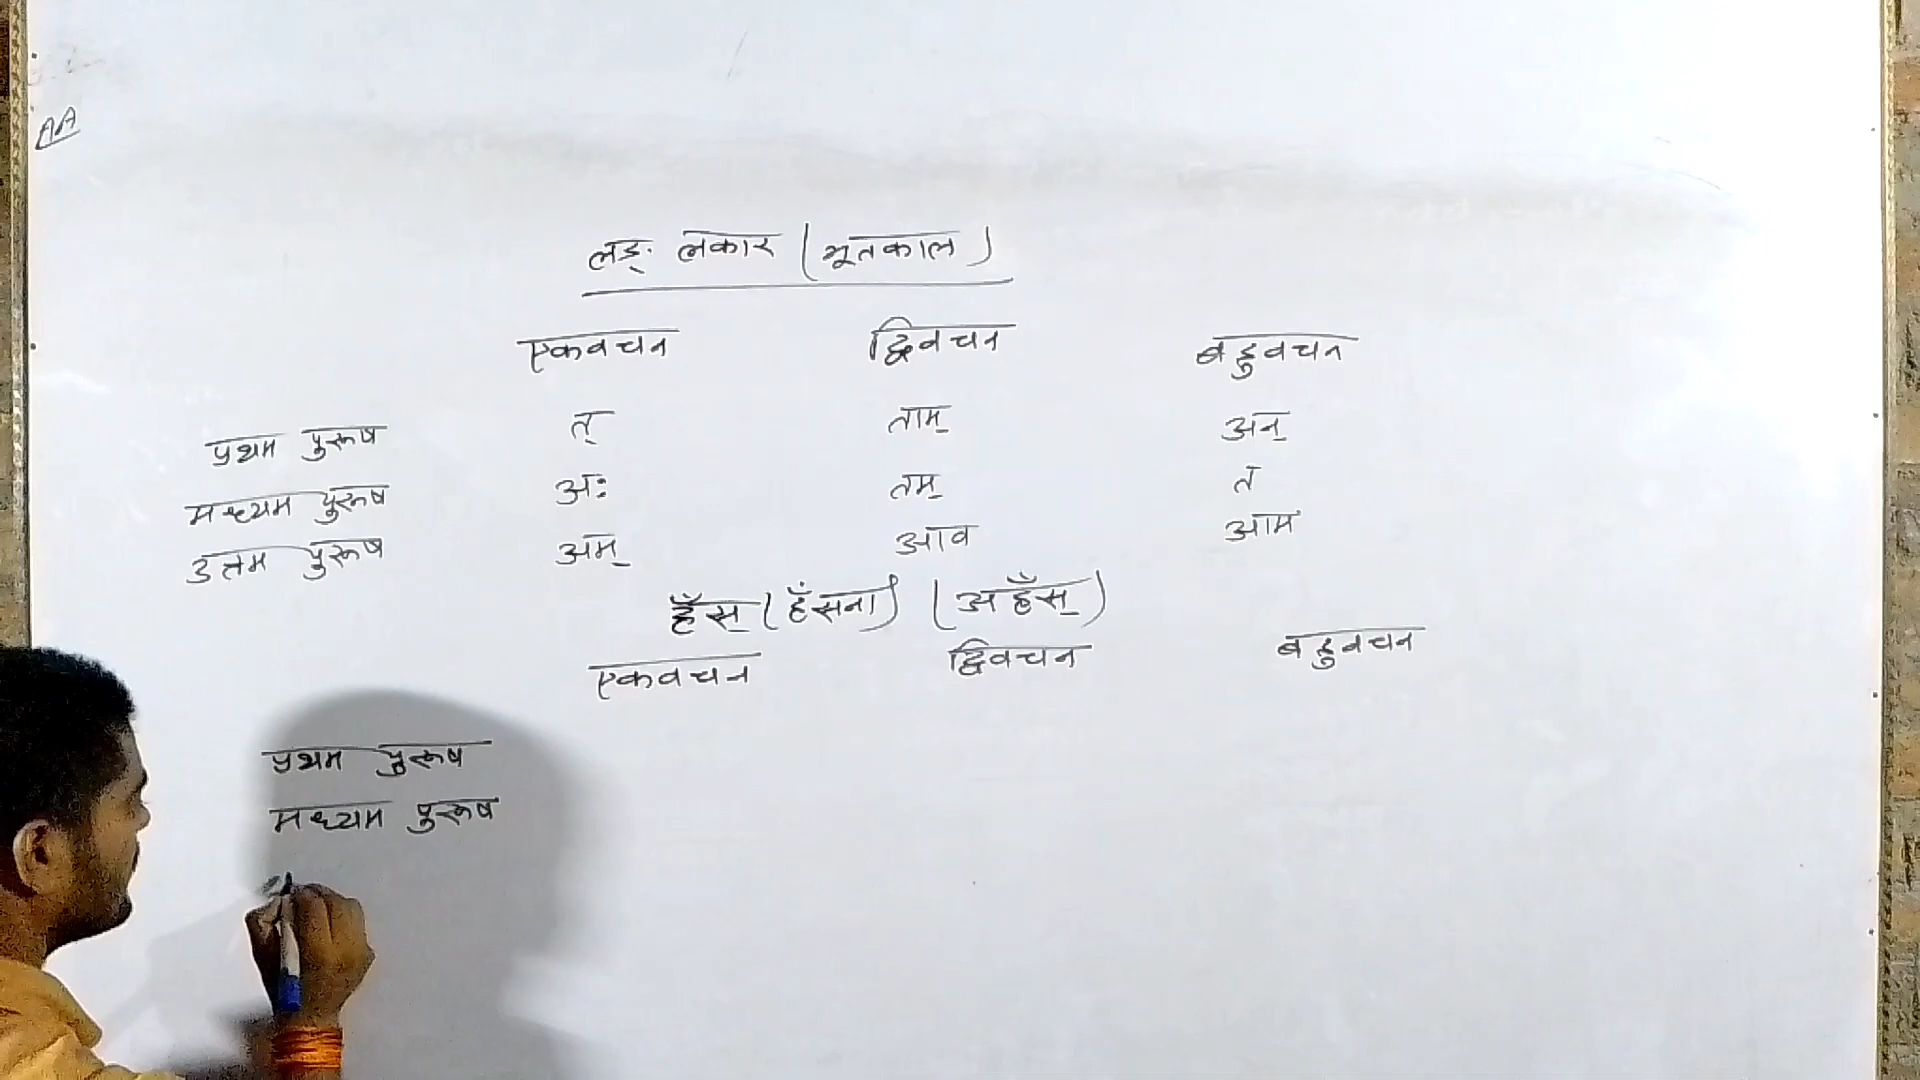 AA
लङ् लकार (भूतकाल)
एकवचन द्विवचन बहुवचन
प्रथम पुरूष त् ताम् अन्
मध्यम पुरूष अः तम् त
उत्तम पुरूष अम् आव आम
हँस् (हँसना) (अहँस्)
एकवचन द्विवचन बहुवचन
प्रथम पुरूष
मध्यम पुरूष